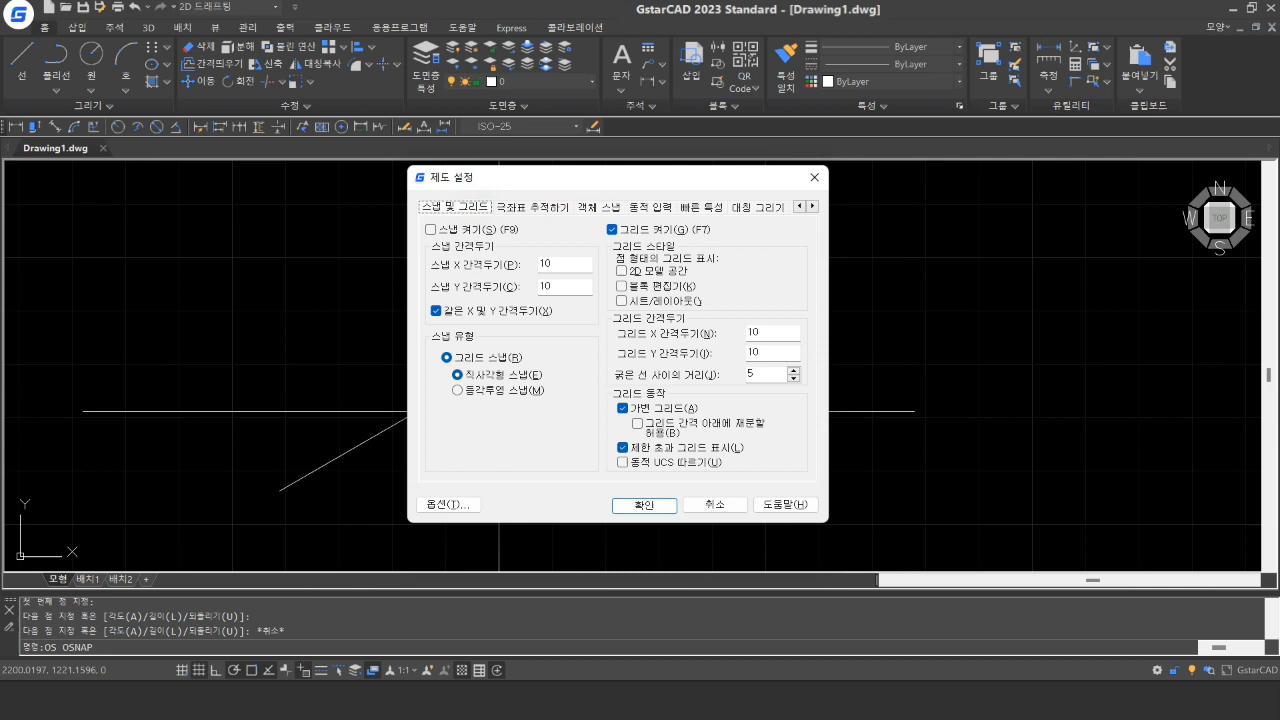 2D 드래프팅
GstarCAD 2023 Standard - [Drawing1.dwg]
홈 삽입 주석 3D 배치 뷰 관리 출력 클라우드 응용프로그램 도움말 Express 콜라보레이션 모양
선 폴리선 원 호
삭제 분해 둘린 연산
간격띄우기 신축 대칭복사
이동 회전
도면층
특성
0
문자
삽입
QR
Code
특성
일치
ByLayer
ByLayer
ByLayer
그룹
측정
붙여넣기
그리기 수정 도면층 주석 블록 특성 그룹 유틸리티 클립보드
ISO-25
Drawing1.dwg
제도 설정
스냅 및 그리드 극좌표 추적하기 객체 스냅 동적 입력 빠른 특성 대칭 그리기
스냅 켜기(S) (F9)
스냅 간격두기
스냅 X 간격두기(P): 10
스냅 Y 간격두기(C): 10
같은 X 및 Y 간격두기(X)
스냅 유형
그리드 스냅(R)
직사각형 스냅(E)
등각투영 스냅(M)
그리드 켜기(G) (F7)
그리드 스타일
점 형태의 그리드 표시:
2D 모델 공간
블록 편집기(K)
시트/레이아웃(
그리드 간격두기
그리드 X 간격두기(N): 10
그리드 Y 간격두기(I): 10
굵은 선 사이의 거리(J): 5
그리드 동작
가변 그리드(A)
그리드 간격 아래에 재분할
허용(B)
제한 초과 그리드 표시(L)
동적 UCS 따르기(U)
옵션(T)... 확인 취소 도움말(H)
N
W TOP E
S
Y
X
모형 배치1 배치2 +
첫 번째 점 지정:
다음 점 지정 혹은 [각도(A)/길이(L)/되돌리기(U)]:
다음 점 지정 혹은 [각도(A)/길이(L)/되돌리기(U)]: *취소*
명령:OS OSNAP
2200.0197, 1221.1596, 0
1:1
GstarCAD